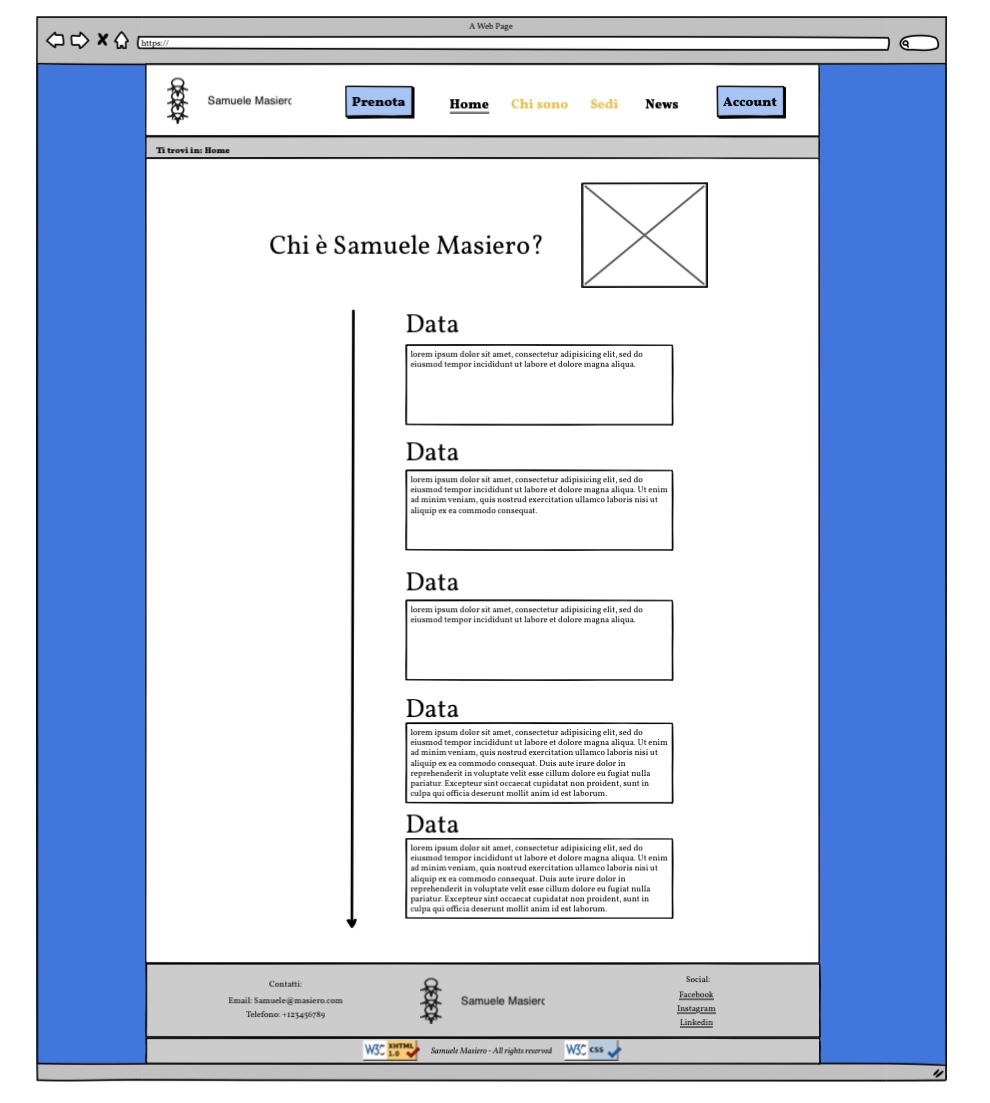 A Web Page
https://
Samuele Masierc
Prenota
Home
Chi sono
Sedi
News
Account
Ti trovi in: Home
Chi è Samuele Masiero?
Data
lorem ipsum dolor sit amet, consectetur adipisicing elit, sed do
eiusmod tempor incididunt ut labore et dolore magna aliqua.
Data
lorem ipsum dolor sit amet, consectetur adipisicing elit, sed do
eiusmod tempor incididunt ut labore et dolore magna aliqua. Ut enim
ad minim veniam, quis nostrud exercitation ullamco laboris nisi ut
aliquip ex ea commodo consequat.
Data
lorem ipsum dolor sit amet, consectetur adipisicing elit, sed do
eiusmod tempor incididunt ut labore et dolore magna aliqua.
Data
lorem ipsum dolor sit amet, consectetur adipisicing elit, sed do
eiusmod tempor incididunt ut labore et dolore magna aliqua. Ut enim
ad minim veniam, quis nostrud exercitation ullamco laboris nisi ut
aliquip ex ea commodo consequat. Duis aute irure dolor in
reprehenderit in voluptate velit esse cillum dolore eu fugiat nulla
pariatur. Excepteur sint occaecat cupidatat non proident, sunt in
culpa qui officia deserunt mollit anim id est laborum.
Data
lorem ipsum dolor sit amet, consectetur adipisicing elit, sed do
eiusmod tempor incididunt ut labore et dolore magna aliqua. Ut enim
ad minim veniam, quis nostrud exercitation ullamco laboris nisi ut
aliquip ex ea commodo consequat. Duis aute irure dolor in
reprehenderit in voluptate velit esse cillum dolore eu fugiat nulla
pariatur. Excepteur sint occaecat cupidatat non proident, sunt in
culpa qui officia deserunt mollit anim id est laborum.
Contatti:
Email: Samuele@masiero.com
Telefono: +123456789
Samuele Masierc
Social:
Facebook
Instagram
Linkedin
W3C XHTML 1.0
Samuele Masiero - All rights reserved
W3C css